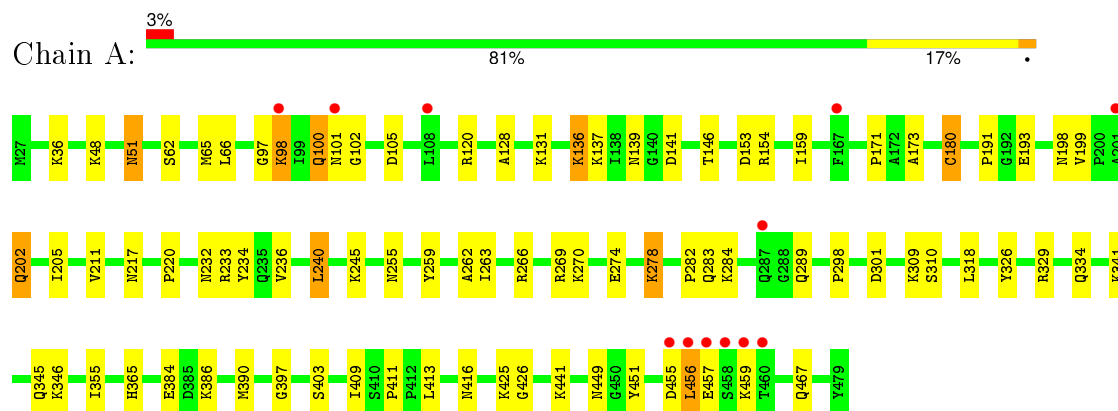 3%
Chain A:
81% 17% •
M27 K36 K48 N51 S62 M65 L66 G97 K98 I99 Q100 N101 G102 D105 L108 R120 A128 K131 K136 K137 I138 N139 G140 D141 T146 D153 R154 I159 F167 P171 A172 A173 C180 P191 G192 E193 N198 V199 P200 A201
Q202 I205 V211 N217 P220 N232 R233 Y234 Q235 V236 L240 K245 N255 Y259 A262 I263 R266 R269 K270 E274 K278 P282 Q283 K284 Q287 G288 Q289 P298 D301 K309 S310 L318 Y326 R329 Q334 K341
Q345 K346 I355 H365 E384 D385 K386 M390 G397 S403 I409 S410 P411 P412 L413 N416 K425 G426 K441 N449 G450 Y451 D455 L456 E457 S458 K459 T460 Q467 Y479